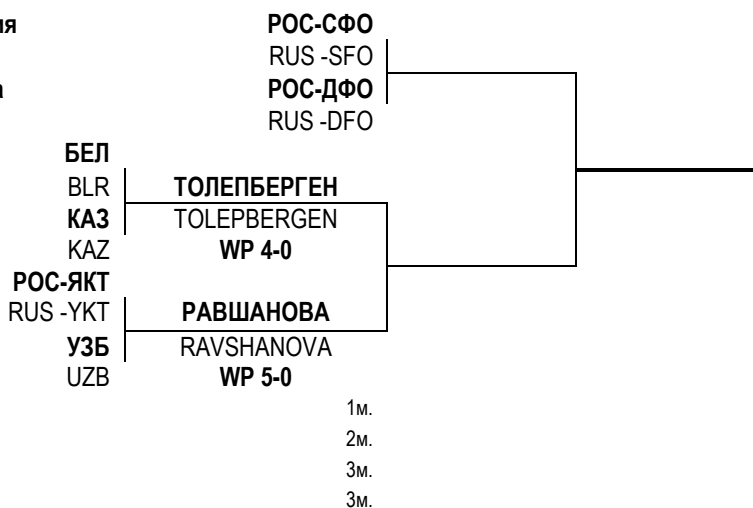 ия РОС-СФО
RUS -SFO
а РОС-ДФО
RUS -DFO
БЕЛ
BLR ТОЛЕПБЕРГЕН
КАЗ TOLEPBERGEN
KAZ WP 4-0
РОС-ЯКТ
RUS -YKT РАВШАНОВА
УЗБ RAVSHANOVA
UZB WP 5-0
1м.
2м.
3м.
3м.